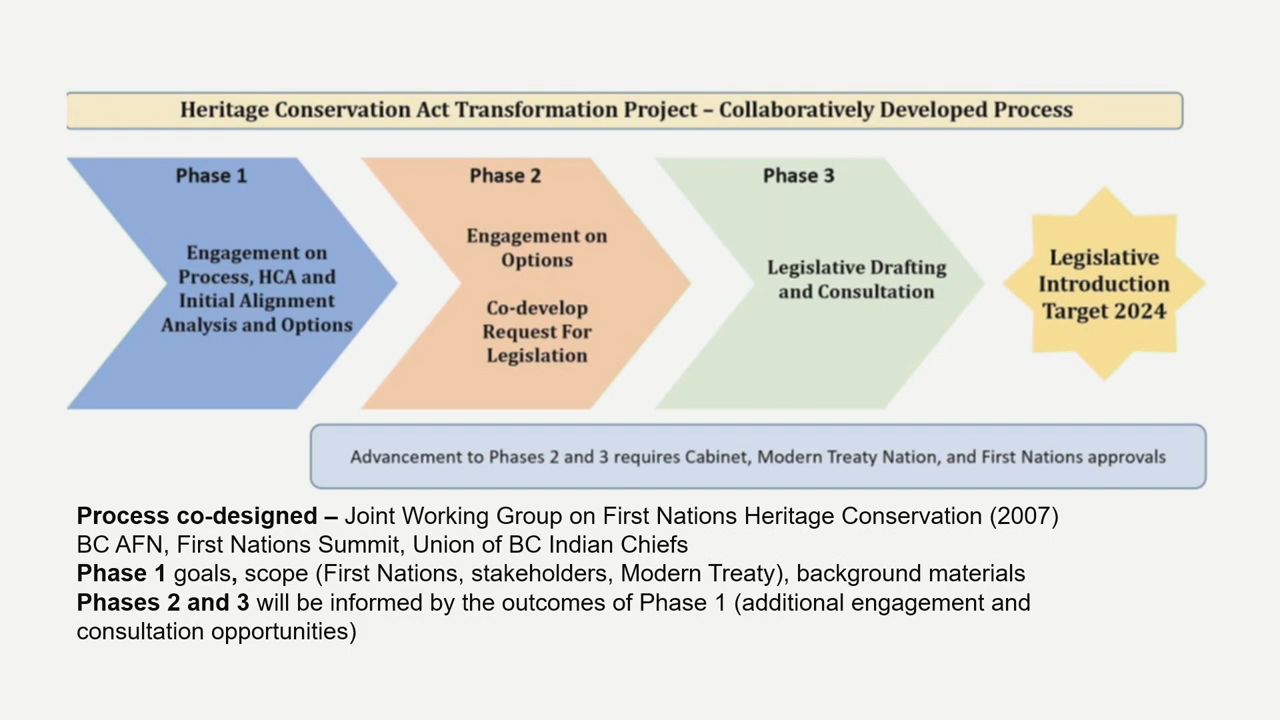 Heritage Conservation Act Transformation Project – Collaboratively Developed Process
Phase 1
Engagement on
Process, HCA and
Initial Alignment
Analysis and Options
Phase 2
Engagement on
Options
Co-develop
Request For
Legislation
Phase 3
Legislative Drafting
and Consultation
Legislative
Introduction
Target 2024
Advancement to Phases 2 and 3 requires Cabinet, Modern Treaty Nation, and First Nations approvals
Process co-designed – Joint Working Group on First Nations Heritage Conservation (2007)
BC AFN, First Nations Summit, Union of BC Indian Chiefs
Phase 1 goals, scope (First Nations, stakeholders, Modern Treaty), background materials
Phases 2 and 3 will be informed by the outcomes of Phase 1 (additional engagement and
consultation opportunities)